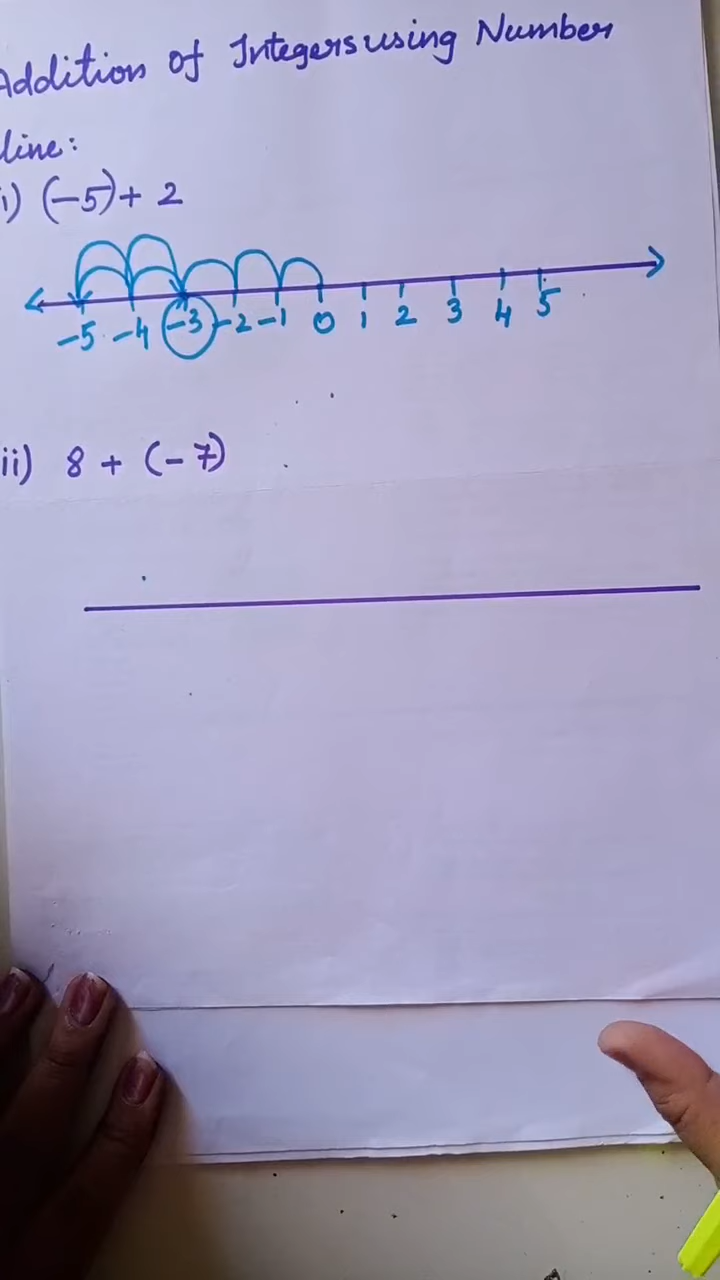 Addition of Integers using Number
line:
i) (-5) + 2
-5 -4 -3 -2 -1 0 1 2 3 4 5
ii) 8 + (-7)